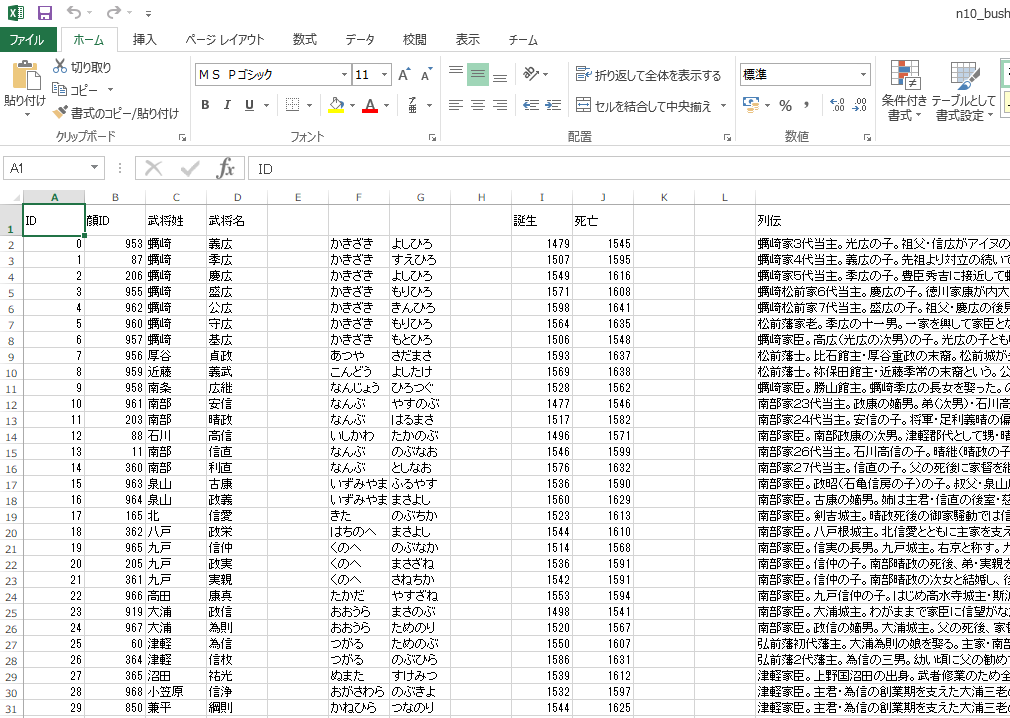 n10_bush
ファイル ホーム 挿入 ページ レイアウト 数式 データ 校閲 表示 チーム
貼り付け 切り取り コピー 書式のコピー/貼り付け
クリップボード
ＭＳ Ｐゴシック 11 A A
B I U A 亜
フォント
折り返して全体を表示する
セルを結合して中央揃え
配置
標準
% , .0 .00 .00 .0
数値
条件付き書式 テーブルとして書式設定
A1 fx ID
A B C D E F G H I J K L
1 ID 顔ID 武将姓 武将名 誕生 死亡 列伝
2 0 953 蠣崎 義広 かきざき よしひろ 1479 1545 蠣崎家3代当主。光広の子。祖父・信広がアイヌの
3 1 87 蠣崎 季広 かきざき すえひろ 1507 1595 蠣崎家4代当主。義広の子。先祖より対立の続いて
4 2 206 蠣崎 慶広 かきざき よしひろ 1549 1616 蠣崎家5代当主。季広の子。豊臣秀吉に接近して蠣
5 3 955 蠣崎 盛広 かきざき もりひろ 1571 1608 蠣崎松前家6代当主。慶広の子。徳川家康が内大
6 4 962 蠣崎 公広 かきざき きんひろ 1598 1641 蠣崎松前家7代当主。盛広の子。祖父・慶広の後男
7 5 960 蠣崎 守広 かきざき もりひろ 1564 1635 松前藩家老。季広の十一男。一家を興して家臣とな
8 6 957 蠣崎 基広 かきざき もとひろ 1506 1548 蠣崎家臣。高広（光広の次男）の子。光広の子とも
9 7 956 厚谷 貞政 あつや さだまさ 1593 1637 松前藩士。比石館主・厚谷重政の末裔。松前城が
10 8 959 近藤 義武 こんどう よしたけ 1569 1638 松前藩士。祢保田館主・近藤季常の末裔という。公
11 9 958 南条 広継 なんじょう ひろつぐ 1528 1562 蠣崎家臣。勝山館主。蠣崎季広の長女を娶った。の
12 10 961 南部 安信 なんぶ やすのぶ 1477 1546 南部家23代当主。政康の嫡男。弟（次男）・石川高
13 11 203 南部 晴政 なんぶ はるまさ 1517 1582 南部家24代当主。安信の子。将軍・足利義晴の偏
14 12 88 石川 高信 いしかわ たかのぶ 1496 1571 南部家臣。南部政康の次男。津軽郡代として甥・晴
15 13 11 南部 信直 なんぶ のぶなお 1546 1599 南部家26代当主。石川高信の子。晴継（晴政の子
16 14 360 南部 利直 なんぶ としなお 1576 1632 南部家27代当主。信直の子。父の死後に家督を継
17 15 963 泉山 古康 いずみやま ふるやす 1536 1590 南部家臣。政昭（石亀信房の子）の子。叔父・泉山
18 16 964 泉山 政義 いずみやま まさよし 1560 1629 南部家臣。古康の嫡男。姉は主君・信直の後室・慈
19 17 165 北 信愛 きた のぶちか 1523 1613 南部家臣。剣吉城主。晴政死後の御家騒動では信
20 18 362 八戸 政栄 はちのへ まさよし 1544 1610 南部家臣。八戸根城主。北信愛とともに主家を支え
21 19 965 九戸 信仲 くのへ のぶなか 1514 1568 南部家臣。信実の長男。九戸城主。右京と称す。
22 20 205 九戸 政実 くのへ まさざね 1536 1591 南部家臣。信仲の子。南部晴政の死後、弟・実親を
23 21 361 九戸 実親 くのへ さねちか 1542 1591 南部家臣。信仲の子。南部晴政の次女と結婚し、
24 22 966 高田 康真 たかだ やすざね 1553 1594 南部家臣。九戸信仲の子。はじめ高水寺城主・斯
25 23 919 大浦 政信 おおうら まさのぶ 1498 1541 南部家臣。大浦城主。わがままで家臣に信望がな
26 24 967 大浦 為則 おおうら ためのり 1520 1567 南部家臣。政信の嫡男。大浦城主。父の死後、家督
27 25 60 津軽 為信 つがる ためのぶ 1550 1607 弘前初代藩主。大浦為則の娘を娶る。主家・南部
28 26 364 津軽 信枚 つがる のぶひら 1586 1631 弘前2代藩主。為信の三男。幼い頃に父の勧めで
29 27 365 沼田 祐光 ぬまた すけみつ 1539 1612 津軽家臣。上野国沼田の出身。武者修業のため全
30 28 968 小笠原 信浄 おがさわら のぶきよ 1532 1597 津軽家臣。主君・為信の創業期を支えた大浦三老の
31 29 850 兼平 綱則 かねひら つなのり 1544 1625 津軽家臣。主君・為信の創業期を支えた大浦三老の